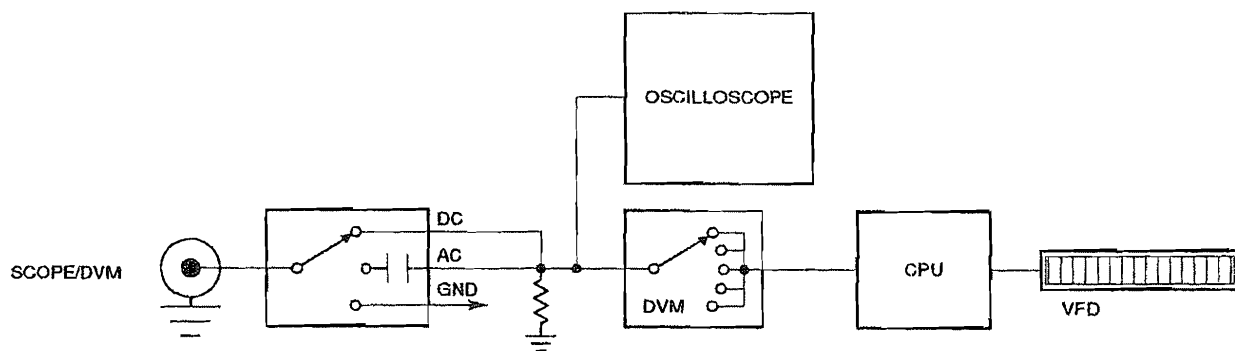 OSCILLOSCOPE
DC
SCOPE/DVM
AC
GND
DVM
CPU
VFD